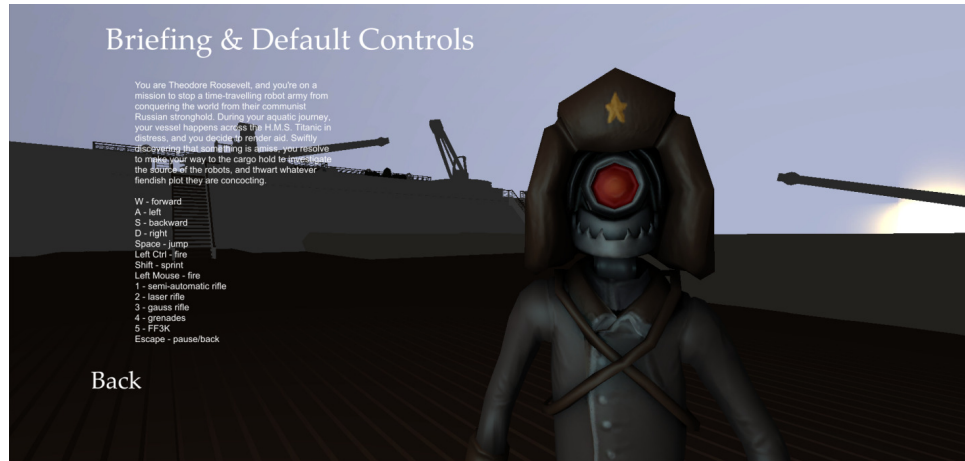 Briefing & Default Controls
You are Theodore Roosevelt, and you're on a
mission to stop a time-travelling robot army from
conquering the world from their communist
Russian stronghold. During your aquatic journey,
your vessel happens across the H.M.S. Titanic in
distress, and you decide to render aid. Swiftly
discovering that something is amiss, you resolve
to make your way to the cargo hold to investigate
the source of the robots, and thwart whatever
fiendish plot they are concocting.
W - forward
A - left
S - backward
D - right
Space - jump
Left Ctrl - fire
Shift - sprint
Left Mouse - fire
1 - semi-automatic rifle
2 - laser rifle
3 - gauss rifle
4 - grenades
5 - FF3K
Escape - pause/back
Back